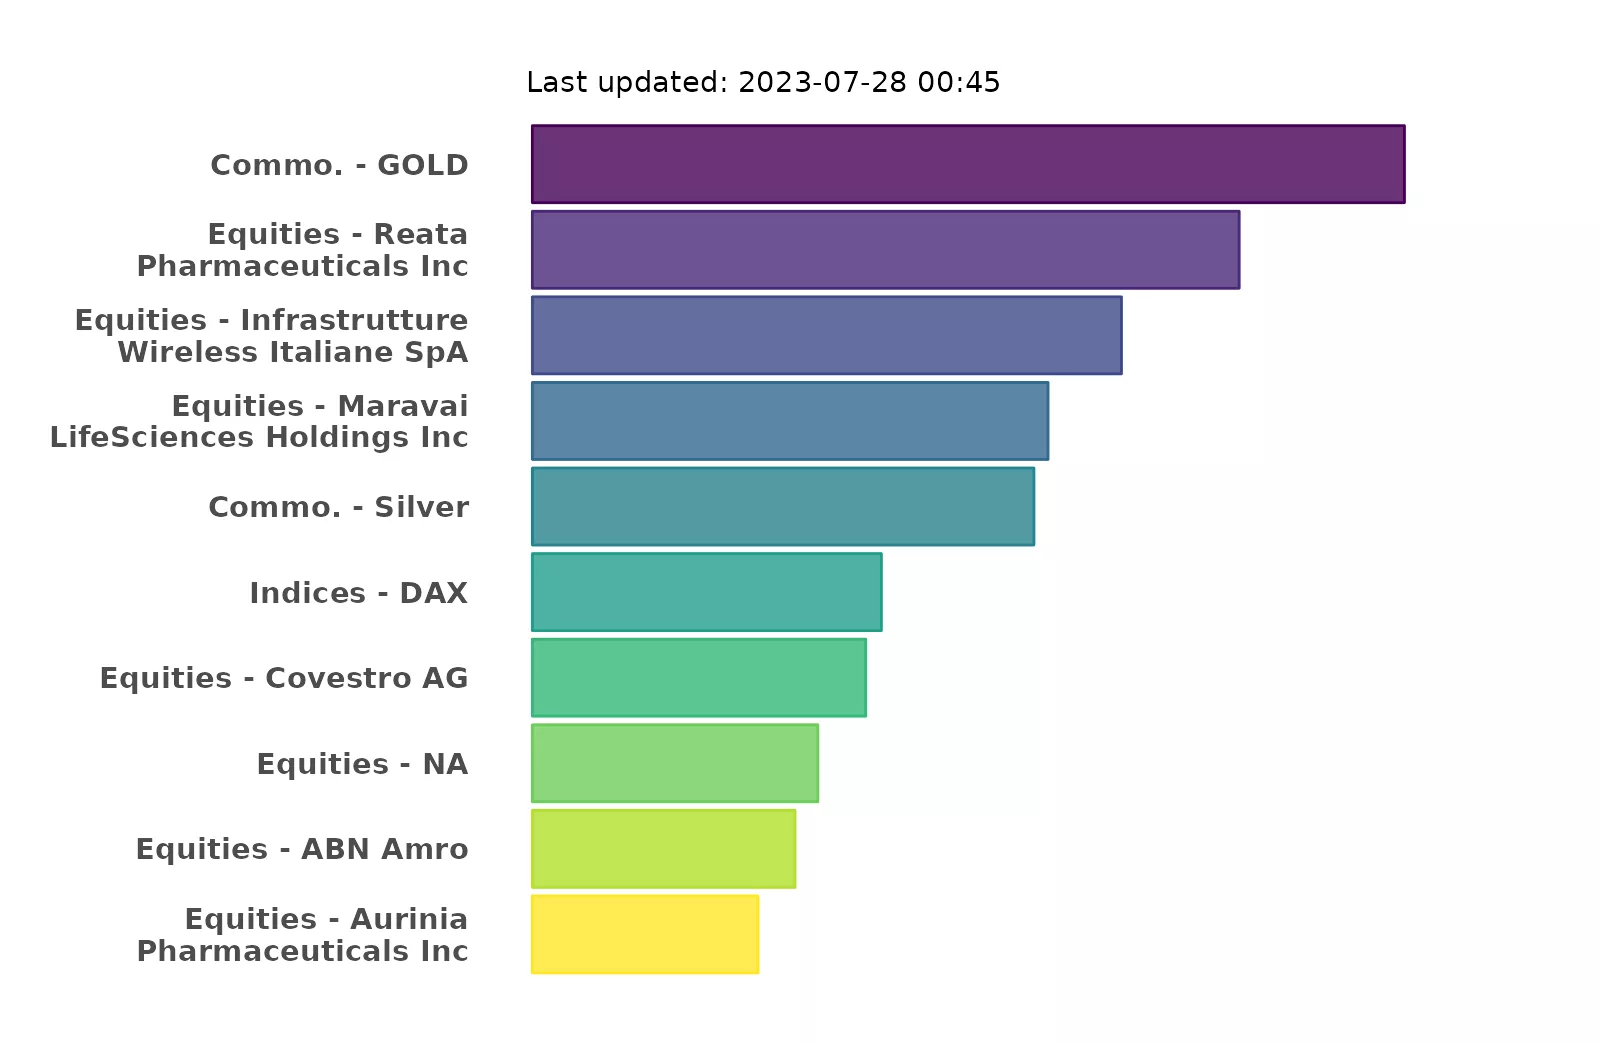 Last updated: 2023-07-28 00:45
Commo. - GOLD
Equities - Reata
Pharmaceuticals Inc
Equities - Infrastrutture
Wireless Italiane SpA
Equities - Maravai
LifeSciences Holdings Inc
Commo. - Silver
Indices - DAX
Equities - Covestro AG
Equities - NA
Equities - ABN Amro
Equities - Aurinia
Pharmaceuticals Inc